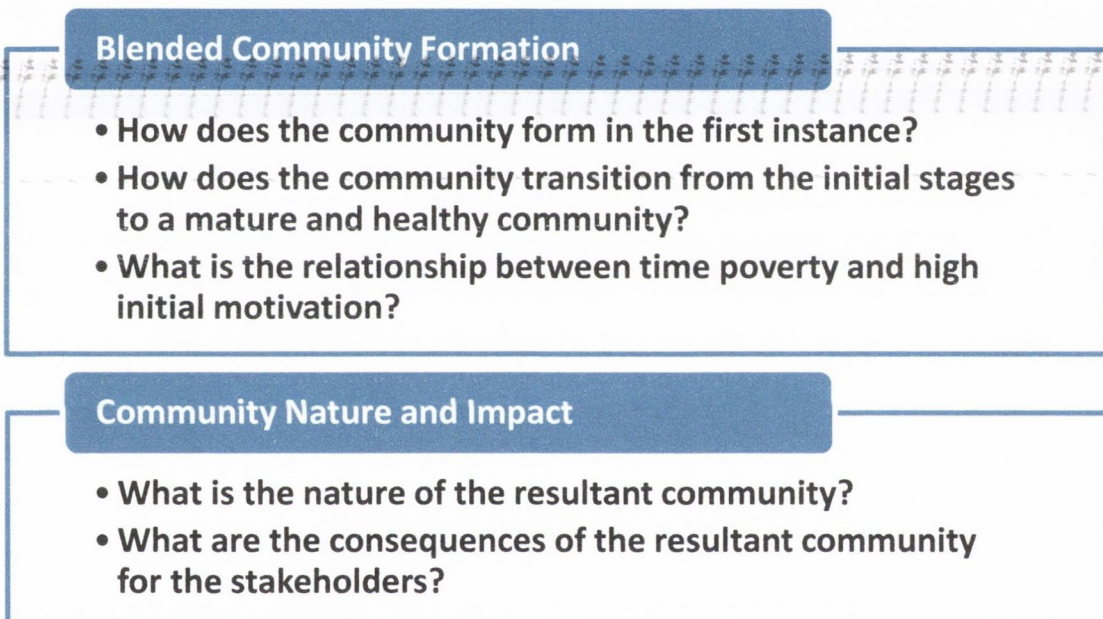 Blended Community Formation
• How does the community form in the first instance?
• How does the community transition from the initial stages
to a mature and healthy community?
• What is the relationship between time poverty and high
initial motivation?
Community Nature and Impact
• What is the nature of the resultant community?
• What are the consequences of the resultant community
for the stakeholders?